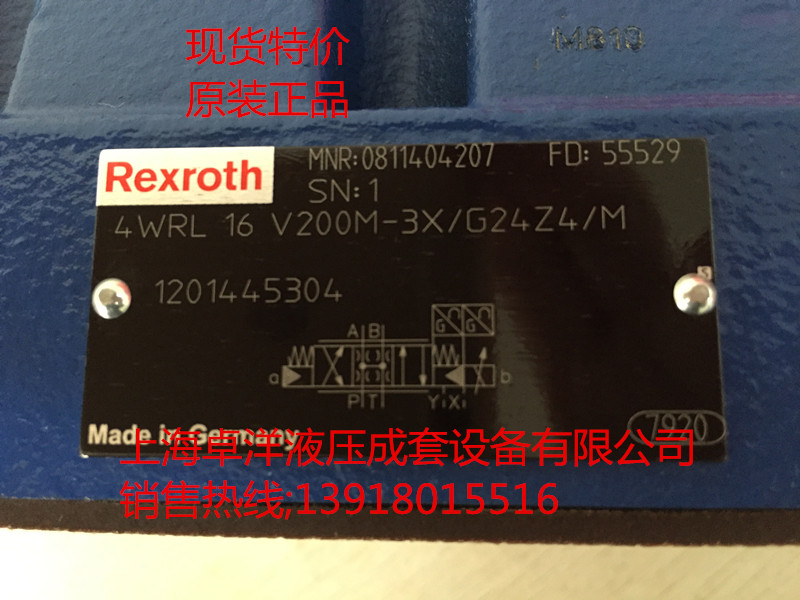 现货特价
原装正品
M010
Rexroth
MNR:0811404207 FD: 55529
SN:1
4WRL 16 V200M-3X/G24Z4/M
S
1201445304
G G
A B
a b
P T Y X
Made in Germany
7920
上海卓洋液压成套设备有限公司
销售热线;13918015516